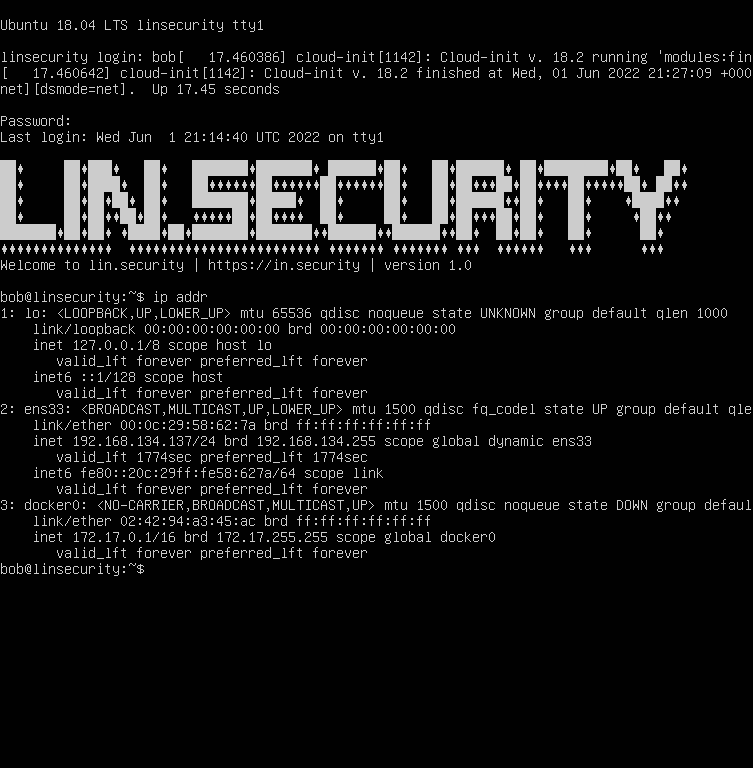 Ubuntu 18.04 LTS linsecurity tty1
linsecurity login: bob[   17.460386] cloud-init[1142]: Cloud-init v. 18.2 running 'modules:fin
[   17.460642] cloud-init[1142]: Cloud-init v. 18.2 finished at Wed, 01 Jun 2022 21:27:09 +000
net][dsmode=net].  Up 17.45 seconds
Password:
Last login: Wed Jun  1 21:14:40 UTC 2022 on tty1
LIN.SECURITY
Welcome to lin.security | https://in.security | version 1.0
bob@linsecurity:~$ ip addr
1: lo: <LOOPBACK,UP,LOWER_UP> mtu 65536 qdisc noqueue state UNKNOWN group default qlen 1000
    link/loopback 00:00:00:00:00:00 brd 00:00:00:00:00:00
    inet 127.0.0.1/8 scope host lo
       valid_lft forever preferred_lft forever
    inet6 ::1/128 scope host
       valid_lft forever preferred_lft forever
2: ens33: <BROADCAST,MULTICAST,UP,LOWER_UP> mtu 1500 qdisc fq_codel state UP group default qle
    link/ether 00:0c:29:58:62:7a brd ff:ff:ff:ff:ff:ff
    inet 192.168.134.137/24 brd 192.168.134.255 scope global dynamic ens33
       valid_lft 1774sec preferred_lft 1774sec
    inet6 fe80::20c:29ff:fe58:627a/64 scope link
       valid_lft forever preferred_lft forever
3: docker0: <NO-CARRIER,BROADCAST,MULTICAST,UP> mtu 1500 qdisc noqueue state DOWN group defaul
    link/ether 02:42:94:a3:45:ac brd ff:ff:ff:ff:ff:ff
    inet 172.17.0.1/16 brd 172.17.255.255 scope global docker0
       valid_lft forever preferred_lft forever
bob@linsecurity:~$